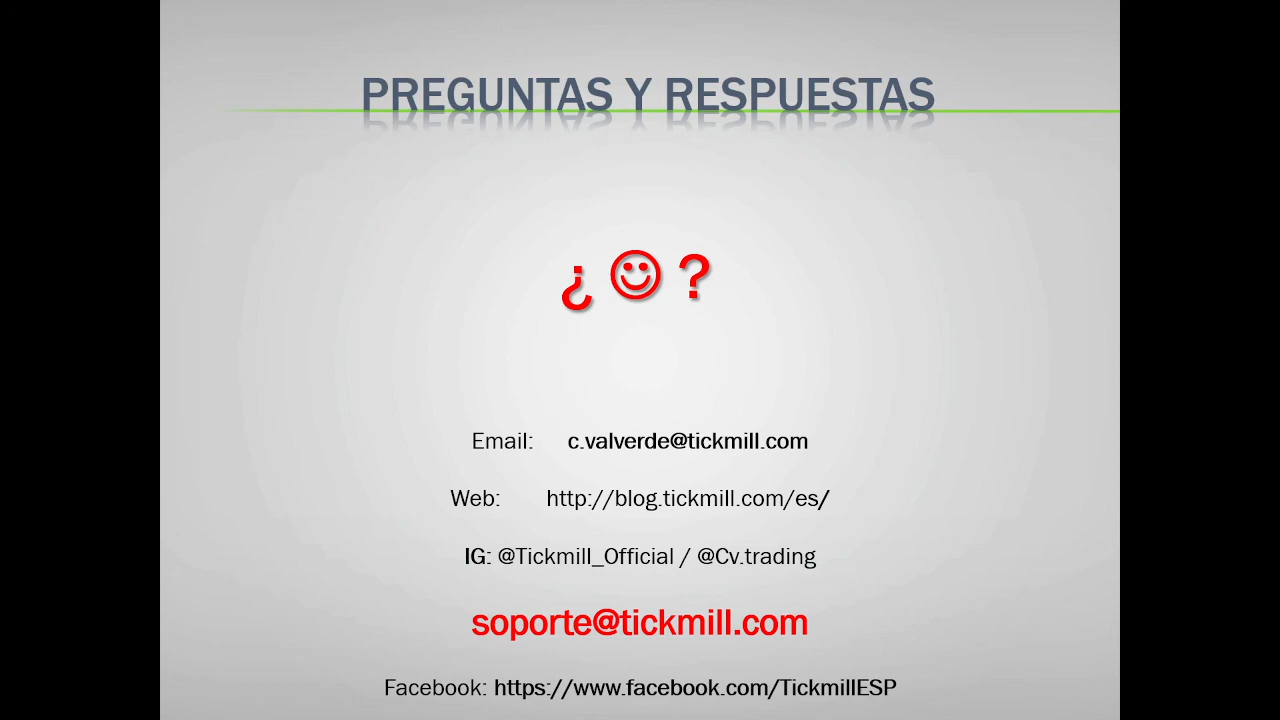 PREGUNTAS Y RESPUESTAS
¿ ☺ ?
Email: c.valverde@tickmill.com
Web: http://blog.tickmill.com/es/
IG: @Tickmill_Official / @Cv.trading
soporte@tickmill.com
Facebook: https://www.facebook.com/TickmillESP